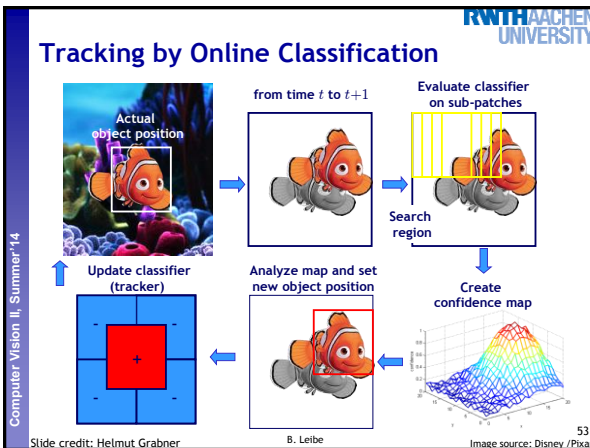 RWTHAACHEN
UNIVERSITY
Tracking by Online Classification
Actual
object position
from time t to t+1
Evaluate classifier
on sub-patches
Search
region
Update classifier
(tracker)
Analyze map and set
new object position
Create
confidence map
- -
+
- -
confidence
Computer Vision II, Summer'14
Slide credit: Helmut Grabner
B. Leibe
53
Image source: Disney /Pixa